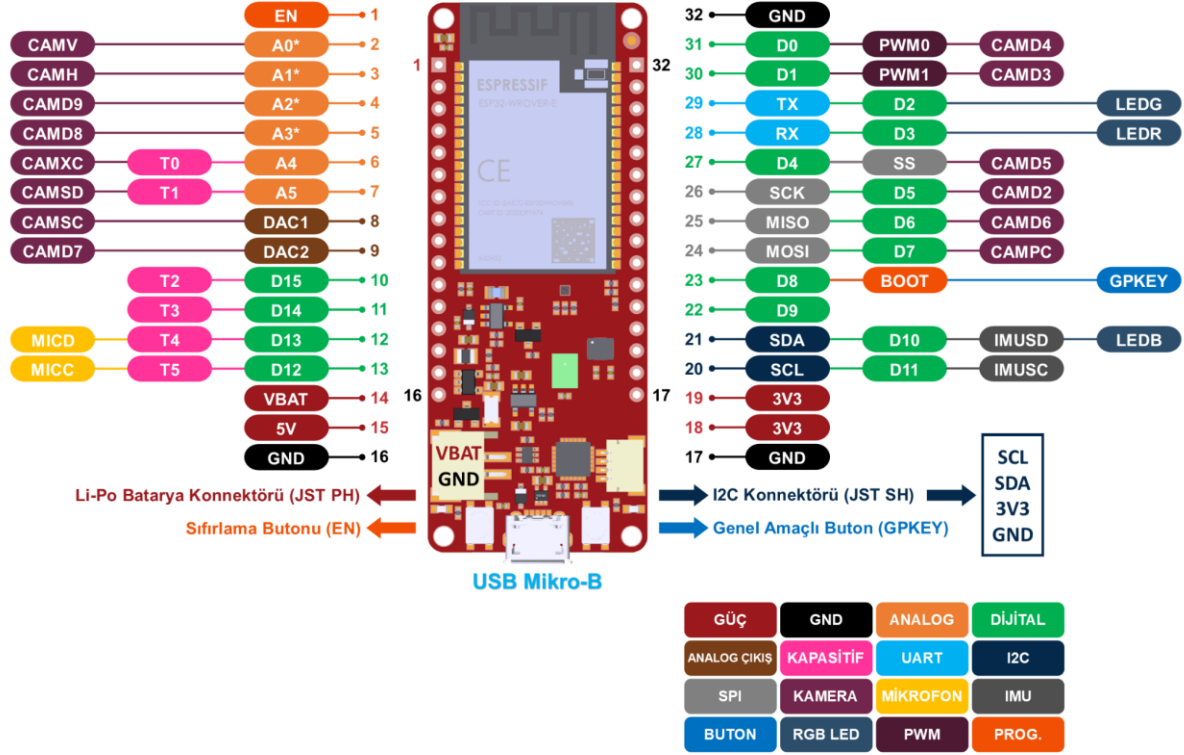 EN 1
CAMV A0* 2
CAMH A1* 3
CAMD9 A2* 4
CAMD8 A3* 5
CAMXC T0 A4 6
CAMSD T1 A5 7
CAMSC DAC1 8
CAMD7 DAC2 9
T2 D15 10
T3 D14 11
MICD T4 D13 12
MICC T5 D12 13
VBAT 14
5V 15
GND 16
1
16
ESPRESSIF
ESP32-WROVER-E
CE
VBAT
GND
32
17
32 GND
31 D0 PWM0 CAMD4
30 D1 PWM1 CAMD3
29 TX D2 LEDG
28 RX D3 LEDR
27 D4 SS CAMD5
26 SCK D5 CAMD2
25 MISO D6 CAMD6
24 MOSI D7 CAMPC
23 D8 BOOT GPKEY
22 D9
21 SDA D10 IMUSD LEDB
20 SCL D11 IMUSC
19 3V3
18 3V3
17 GND
Li-Po Batarya Konnektörü (JST PH)
Sıfırlama Butonu (EN)
I2C Konnektörü (JST SH)
Genel Amaçlı Buton (GPKEY)
SCL
SDA
3V3
GND
USB Mikro-B
GÜÇ GND ANALOG DİJİTAL
ANALOG ÇIKIŞ KAPASİTİF UART I2C
SPI KAMERA MİKROFON IMU
BUTON RGB LED PWM PROG.